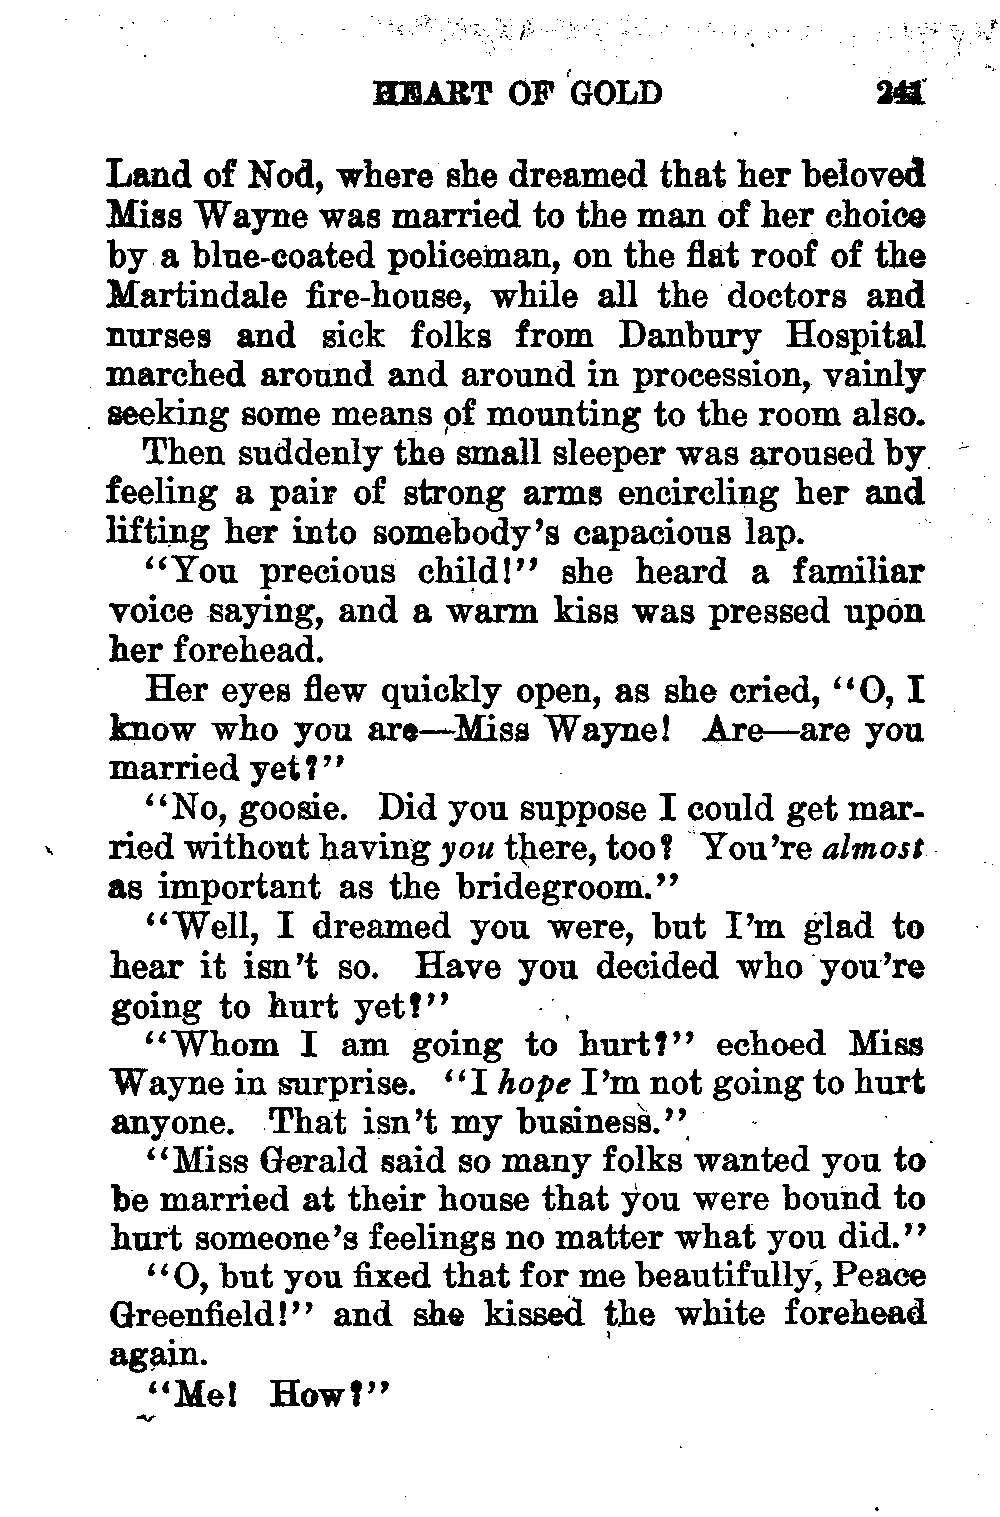 HEART OF GOLD 241
Land of Nod, where she dreamed that her beloved
Miss Wayne was married to the man of her choice
by a blue-coated policeman, on the flat roof of the
Martindale fire-house, while all the doctors and
nurses and sick folks from Danbury Hospital
marched around and around in procession, vainly
seeking some means of mounting to the room also.
Then suddenly the small sleeper was aroused by
feeling a pair of strong arms encircling her and
lifting her into somebody's capacious lap.
"You precious child!" she heard a familiar
voice saying, and a warm kiss was pressed upon
her forehead.
Her eyes flew quickly open, as she cried, "O, I
know who you are—Miss Wayne! Are—are you
married yet?"
"No, goosie. Did you suppose I could get mar-
ried without having you there, too? You're almost
as important as the bridegroom."
"Well, I dreamed you were, but I'm glad to
hear it isn't so. Have you decided who you're
going to hurt yet?"
"Whom I am going to hurt?" echoed Miss
Wayne in surprise. "I hope I'm not going to hurt
anyone. That isn't my business."
"Miss Gerald said so many folks wanted you to
be married at their house that you were bound to
hurt someone's feelings no matter what you did."
"O, but you fixed that for me beautifully, Peace
Greenfield!" and she kissed the white forehead
again.
"Me! How?"